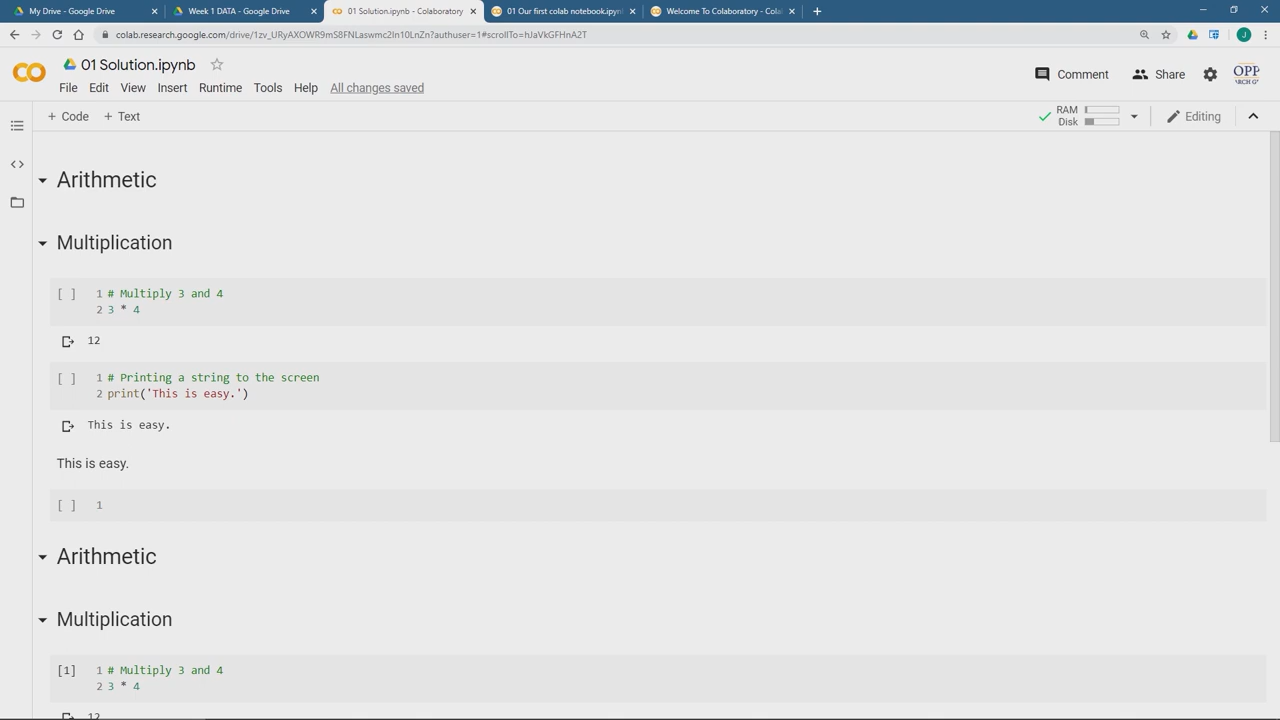 My Drive - Google Drive
Week 1 DATA - Google Drive
01 Solution.ipynb - Colaboratory
01 Our first colab notebook.ipynb
Welcome To Colaboratory - Cola
colab.research.google.com/drive/1zv_URyAXOWR9mS8FNLaswmc2In10LnZn?authuser=1#scrollTo=hJaVkGFHnA2T
J
CO
01 Solution.ipynb
Comment
Share
OPP
File Edit View Insert Runtime Tools Help All changes saved
+ Code + Text
RAM
Disk
Editing
Arithmetic
Multiplication
[ ] 1 # Multiply 3 and 4
2 3 * 4
12
[ ] 1 # Printing a string to the screen
2 print('This is easy.')
This is easy.
This is easy.
[ ] 1
Arithmetic
Multiplication
[1] 1 # Multiply 3 and 4
2 3 * 4
12